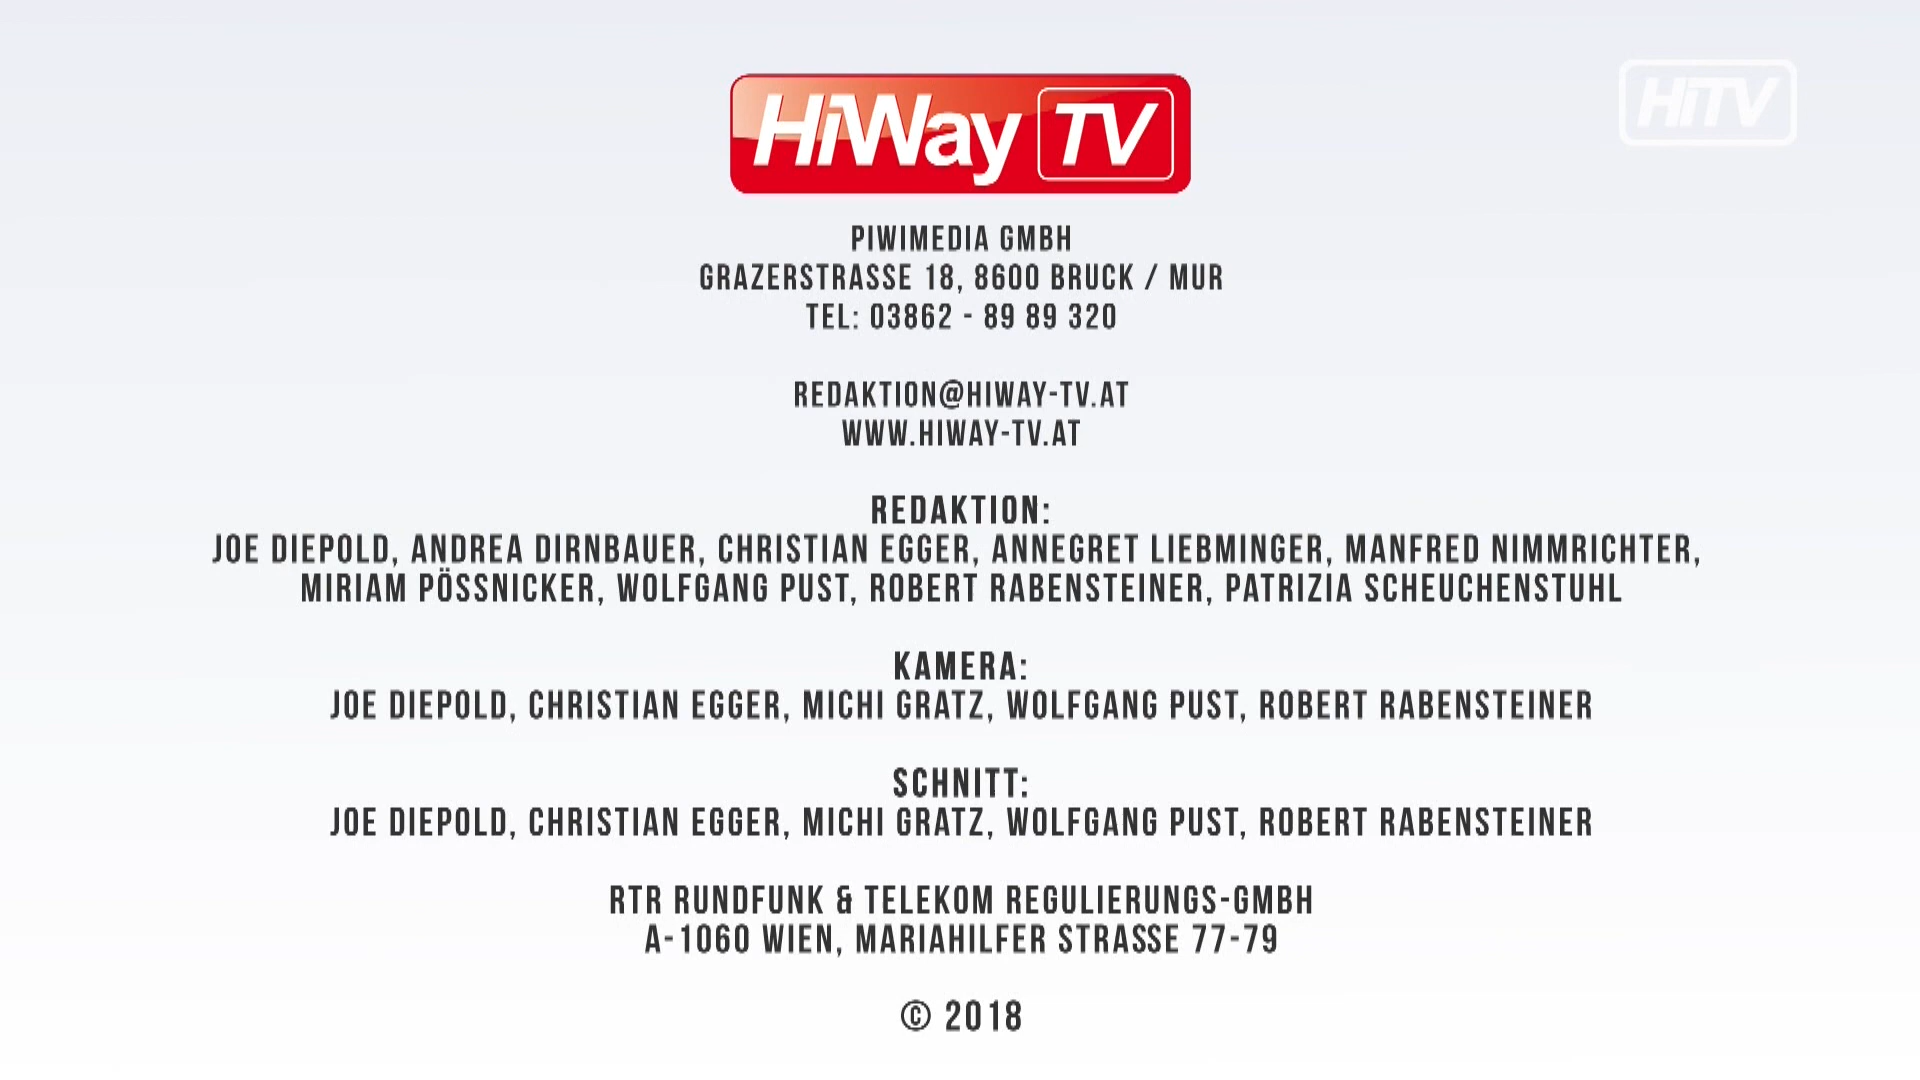 HiWay TV
HiTV
PIWIMEDIA GMBH
GRAZERSTRASSE 18, 8600 BRUCK / MUR
TEL: 03862 - 89 89 320
REDAKTION@HIWAY-TV.AT
WWW.HIWAY-TV.AT
REDAKTION:
JOE DIEPOLD, ANDREA DIRNBAUER, CHRISTIAN EGGER, ANNEGRET LIEBMINGER, MANFRED NIMMRICHTER,
MIRIAM PÖSSNICKER, WOLFGANG PUST, ROBERT RABENSTEINER, PATRIZIA SCHEUCHENSTUHL
KAMERA:
JOE DIEPOLD, CHRISTIAN EGGER, MICHI GRATZ, WOLFGANG PUST, ROBERT RABENSTEINER
SCHNITT:
JOE DIEPOLD, CHRISTIAN EGGER, MICHI GRATZ, WOLFGANG PUST, ROBERT RABENSTEINER
RTR RUNDFUNK & TELEKOM REGULIERUNGS-GMBH
A-1060 WIEN, MARIAHILFER STRASSE 77-79
© 2018